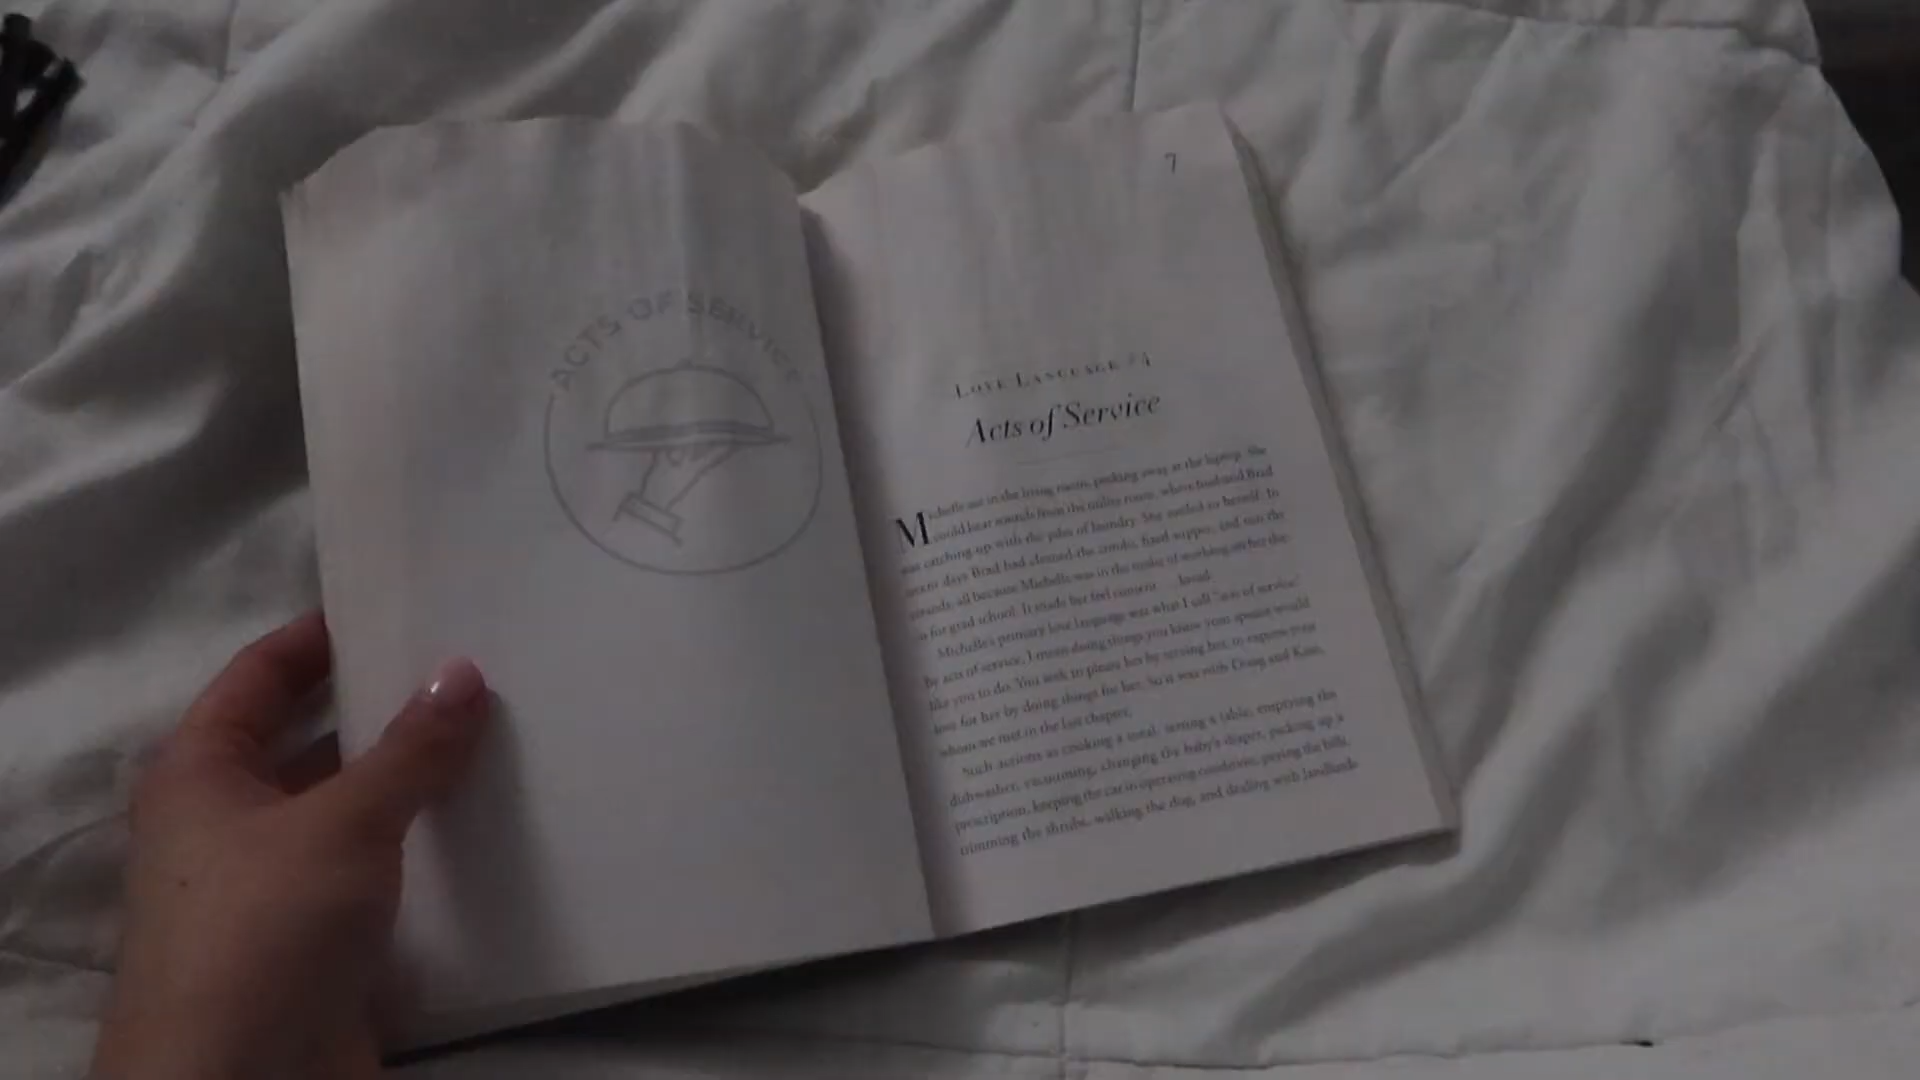 ACTS OF SERVICE
7
LOVE LANGUAGE #4
Acts of Service
Michelle sat in the living room, pecking away at the laptop. She
could hear sounds from the utility room, where husband Brad
was catching up with the piles of laundry. She smiled to herself. In
recent days Brad had cleaned the condo, fixed supper, and run the
errands, all because Michelle was in the midst of working on her the-
sis for grad school. It made her feel content . . . loved.
Michelle's primary love language was what I call "acts of service."
By acts of service, I mean doing things you know your spouse would
like you to do. You seek to please her by serving her, to express your
love for her by doing things for her. So it was with Craig and Kate,
whom we met in the last chapter.
Such actions as cooking a meal, setting a table, emptying the
dishwasher, vacuuming, changing the baby's diaper, picking up a
prescription, keeping the car in operating condition, paying the bills,
trimming the shrubs, walking the dog, and dealing with landlords